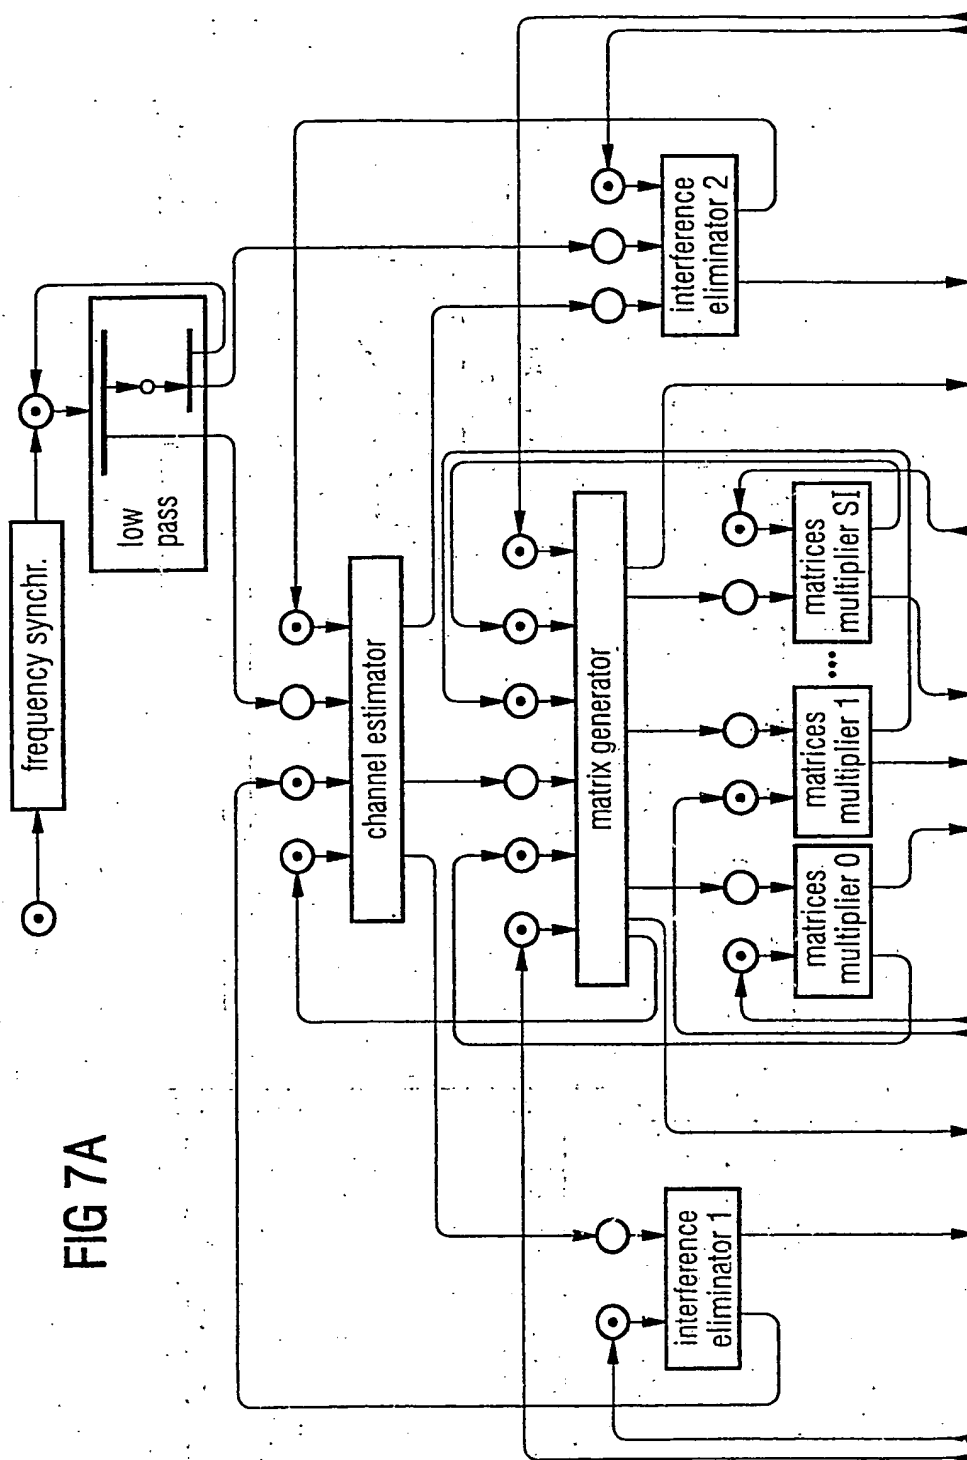 FIG 7A
frequency synchr.
low
pass
channel estimator
matrix generator
interference
eliminator 1
interference
eliminator 2
matrices
multiplier 0
matrices
multiplier 1
...
matrices
multiplier SI